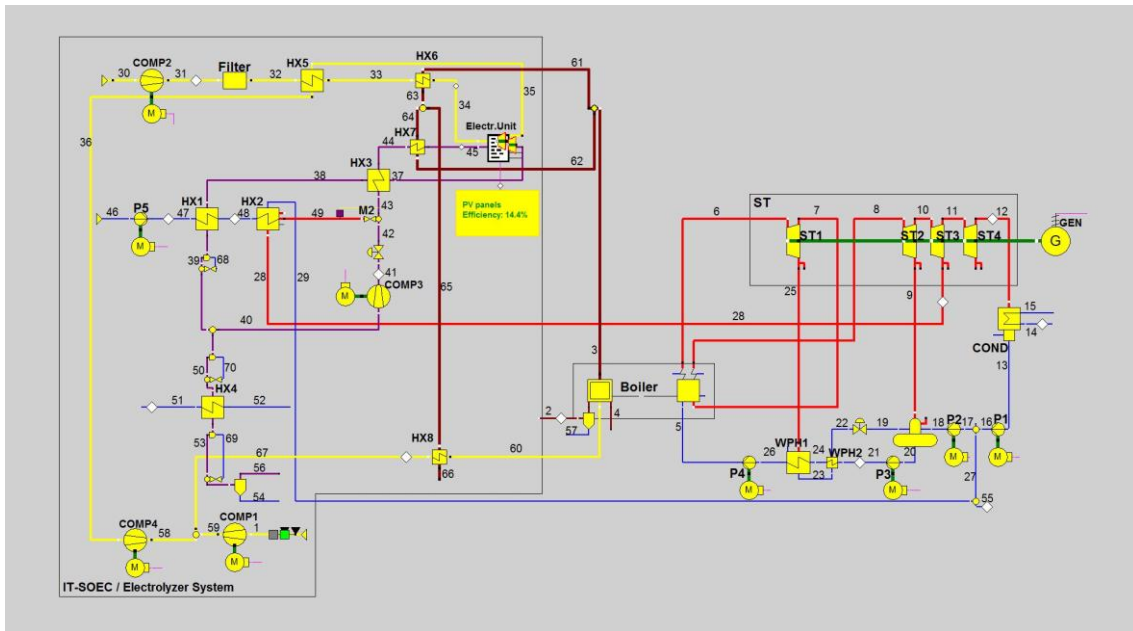 COMP2
Filter
HX5
HX6
61
30
31
32
33
34
35
63
64
M
36
HX7
Electr.Unit
44
45
62
HX3
38
37
PV panels
Efficiency: 14.4%
46
P5
47
HX1
48
HX2
49
M2
43
42
M
39
68
28
29
41
M
COMP3
65
40
28
50
70
51
HX4
52
53
69
67
56
54
HX8
60
66
COMP4
58
59
COMP1
1
M
M
IT-SOEC / Electrolyzer System
ST
6
7
8
10
11
12
ST1
ST2
ST3
ST4
GEN
G
25
9
15
14
COND
13
3
Boiler
2
4
57
5
22
19
18
P2
17
16
P1
WPH1
24
WPH2
21
20
M
M
26
P4
23
P3
27
M
M
55